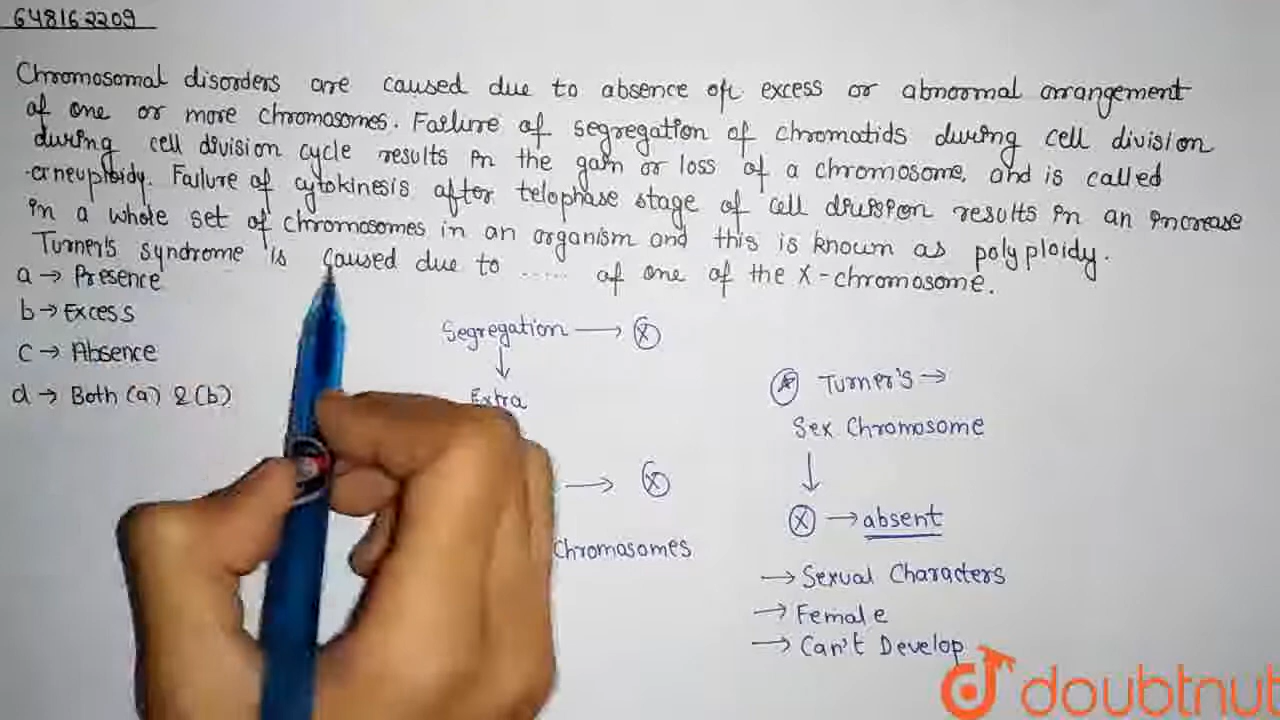 648162209
Chromosomal disorders are caused due to absence or excess or abnormal arrangement
of one or more chromosomes. Failure of segregation of chromatids during cell division
during cell division cycle results in the gain or loss of a chromosome, and is called
aneuploidy. Failure of cytokinesis after telophase stage of cell division results in an increase
in a whole set of chromosomes in an organism and this is known as polyploidy.
Turner's syndrome is caused due to ...... of one of the X-chromosome.
a → Presence
b → Excess
c → Absence
d → Both (a) & (b)
Segregation → X
↓
Extra
→ X
Chromosomes
* Turner's →
Sex Chromosome
↓
X → absent
→ Sexual Characters
→ Female
→ Can't Develop
doubtnut